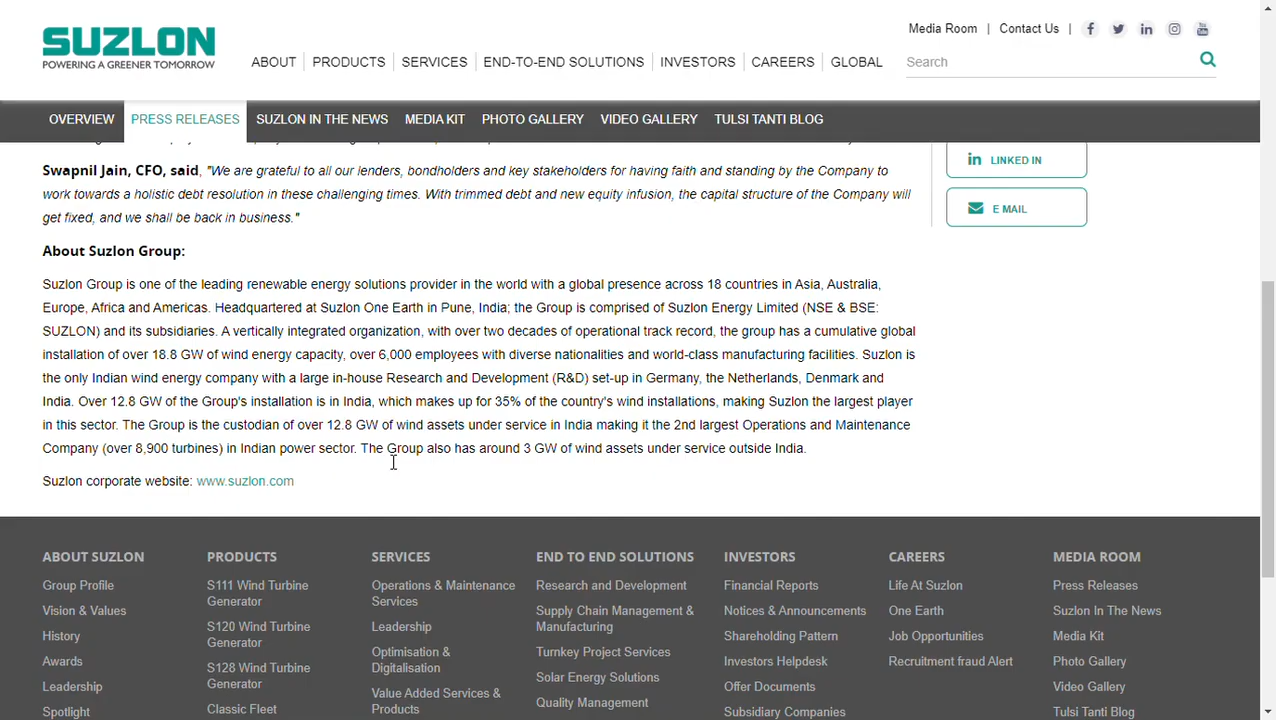 SUZLON
POWERING A GREENER TOMORROW
Media Room | Contact Us |
ABOUT PRODUCTS SERVICES END-TO-END SOLUTIONS INVESTORS CAREERS GLOBAL
Search
OVERVIEW PRESS RELEASES SUZLON IN THE NEWS MEDIA KIT PHOTO GALLERY VIDEO GALLERY TULSI TANTI BLOG
Swapnil Jain, CFO, said, "We are grateful to all our lenders, bondholders and key stakeholders for having faith and standing by the Company to
work towards a holistic debt resolution in these challenging times. With trimmed debt and new equity infusion, the capital structure of the Company will
get fixed, and we shall be back in business."
LINKED IN
E MAIL
About Suzlon Group:
Suzlon Group is one of the leading renewable energy solutions provider in the world with a global presence across 18 countries in Asia, Australia,
Europe, Africa and Americas. Headquartered at Suzlon One Earth in Pune, India; the Group is comprised of Suzlon Energy Limited (NSE & BSE:
SUZLON) and its subsidiaries. A vertically integrated organization, with over two decades of operational track record, the group has a cumulative global
installation of over 18.8 GW of wind energy capacity, over 6,000 employees with diverse nationalities and world-class manufacturing facilities. Suzlon is
the only Indian wind energy company with a large in-house Research and Development (R&D) set-up in Germany, the Netherlands, Denmark and
India. Over 12.8 GW of the Group's installation is in India, which makes up for 35% of the country's wind installations, making Suzlon the largest player
in this sector. The Group is the custodian of over 12.8 GW of wind assets under service in India making it the 2nd largest Operations and Maintenance
Company (over 8,900 turbines) in Indian power sector. The Group also has around 3 GW of wind assets under service outside India.
Suzlon corporate website: www.suzlon.com
ABOUT SUZLON
Group Profile
Vision & Values
History
Awards
Leadership
Spotlight
PRODUCTS
S111 Wind Turbine
Generator
S120 Wind Turbine
Generator
S128 Wind Turbine
Generator
Classic Fleet
SERVICES
Operations & Maintenance
Services
Leadership
Optimisation &
Digitalisation
Value Added Services &
Products
END TO END SOLUTIONS
Research and Development
Supply Chain Management &
Manufacturing
Turnkey Project Services
Solar Energy Solutions
Quality Management
INVESTORS
Financial Reports
Notices & Announcements
Shareholding Pattern
Investors Helpdesk
Offer Documents
Subsidiary Companies
CAREERS
Life At Suzlon
One Earth
Job Opportunities
Recruitment fraud Alert
MEDIA ROOM
Press Releases
Suzlon In The News
Media Kit
Photo Gallery
Video Gallery
Tulsi Tanti Blog